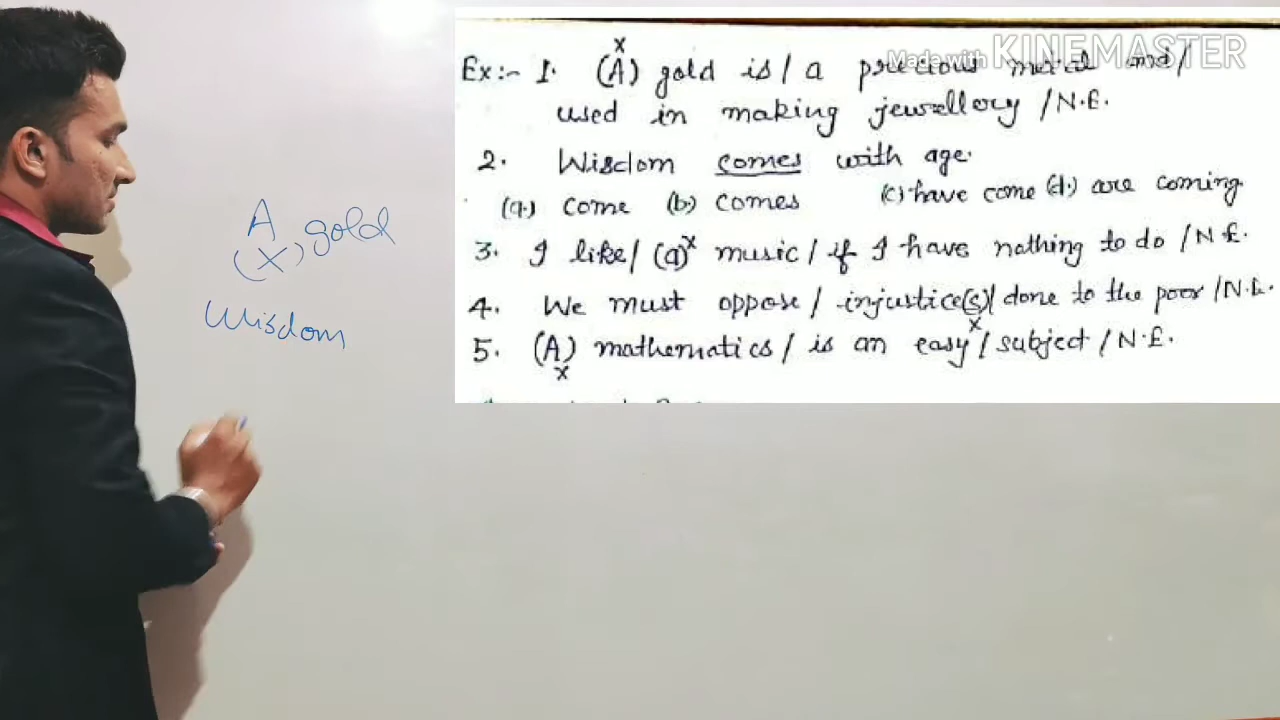 Made with KINEMASTER
Ex:- 1. (A) gold is / a precious metal and /
x
used in making jewellory / N.E.
2. Wisdom comes with age.
(a.) come (b) comes (c) have come (d.) are coming
3. I like / (a) x music / if I have nothing to do / N.E.
4. We must oppose / injustice(s) / done to the poor / N.E.
x
5. (A) mathematics / is an easy / subject / N.E.
x
A
(X) gold
Wisdom